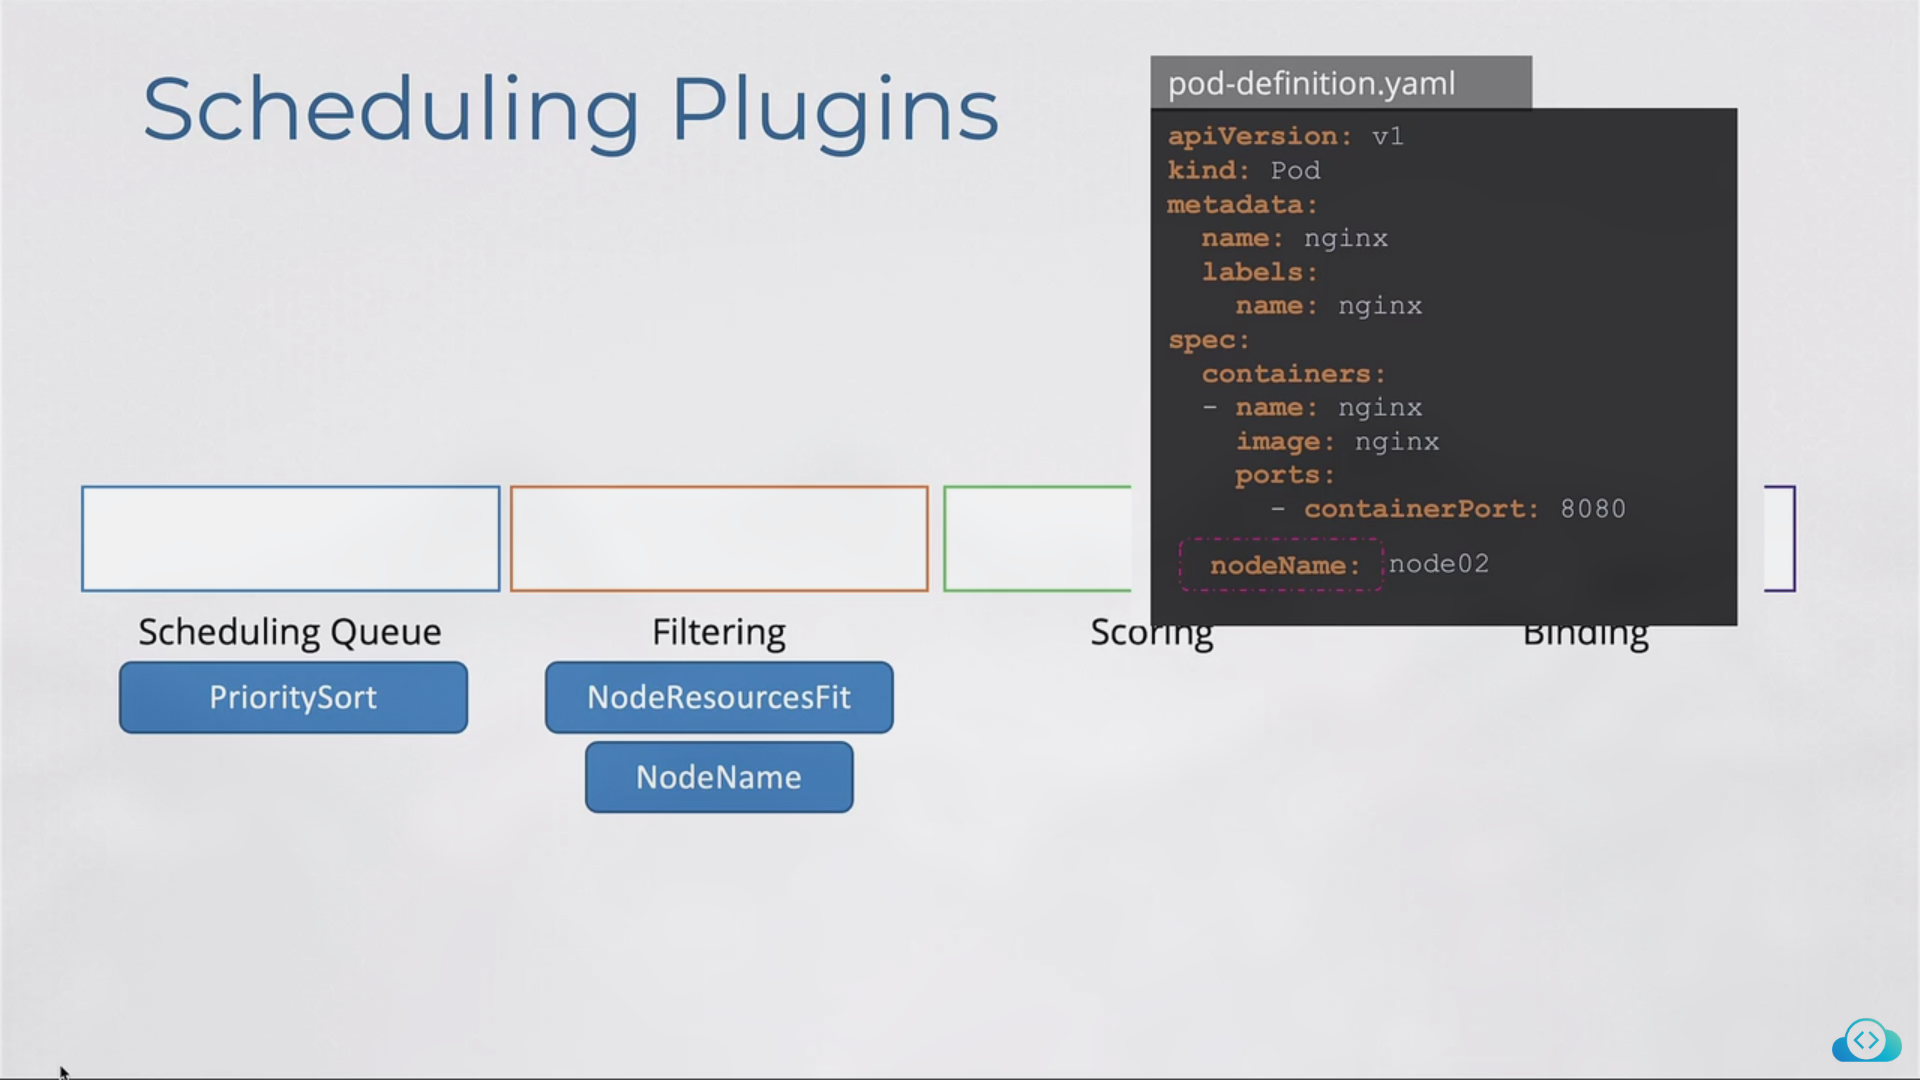 Scheduling Plugins
pod-definition.yaml
apiVersion: v1
kind: Pod
metadata:
  name: nginx
  labels:
    name: nginx
spec:
  containers:
  - name: nginx
    image: nginx
    ports:
      - containerPort: 8080
  nodeName: node02
Scheduling Queue
Filtering
Scoring
Binding
PrioritySort
NodeResourcesFit
NodeName